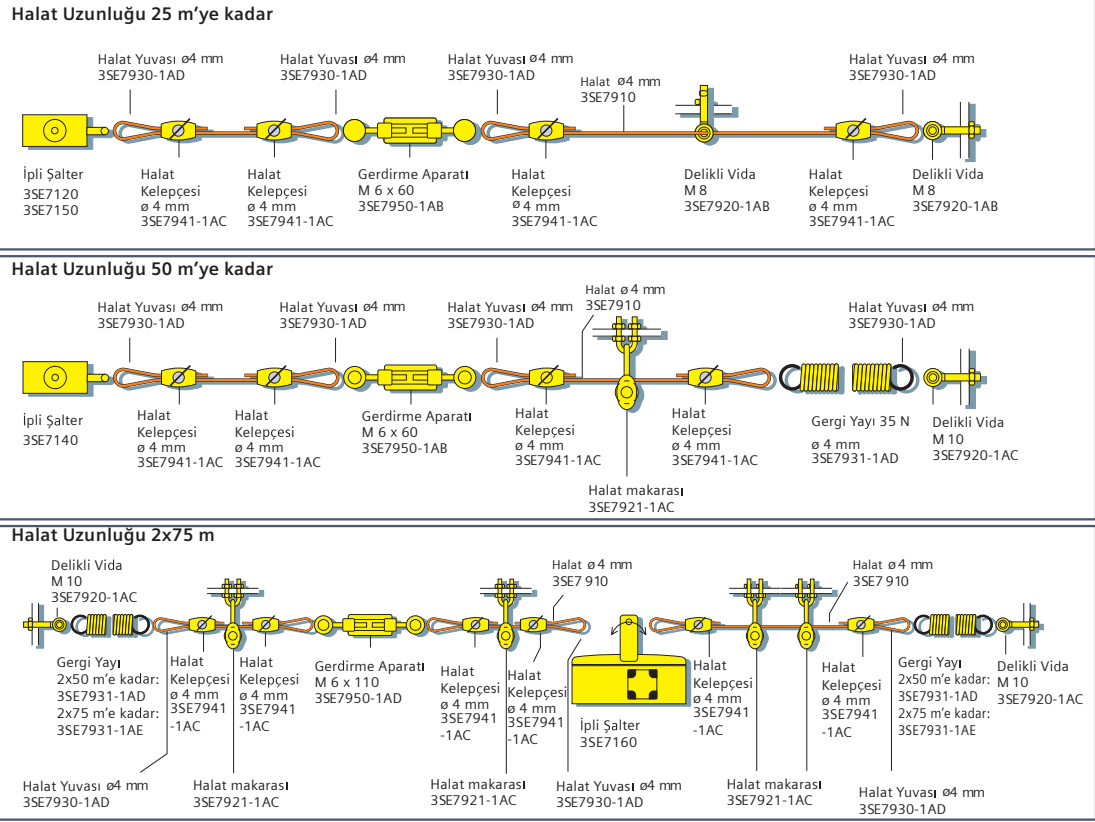 Halat Uzunluğu 25 m'ye kadar
Halat Yuvası ø4 mm
3SE7930-1AD
Halat Yuvası ø4 mm
3SE7930-1AD
Halat Yuvası ø4 mm
3SE7930-1AD
Halat ø4 mm
3SE7910
Halat Yuvası ø4 mm
3SE7930-1AD
İpli Şalter
3SE7120
3SE7150
Halat
Kelepçesi
ø 4 mm
3SE7941-1AC
Halat
Kelepçesi
ø 4 mm
3SE7941-1AC
Gerdirme Aparatı
M 6 x 60
3SE7950-1AB
Halat
Kelepçesi
ø 4 mm
3SE7941-1AC
Delikli Vida
M 8
3SE7920-1AB
Halat
Kelepçesi
ø 4 mm
3SE7941-1AC
Delikli Vida
M 8
3SE7920-1AB
Halat Uzunluğu 50 m'ye kadar
Halat Yuvası ø4 mm
3SE7930-1AD
Halat Yuvası ø4 mm
3SE7930-1AD
Halat Yuvası ø4 mm
3SE7930-1AD
Halat ø 4 mm
3SE7910
Halat Yuvası ø4 mm
3SE7930-1AD
İpli Şalter
3SE7140
Halat
Kelepçesi
ø 4 mm
3SE7941-1AC
Halat
Kelepçesi
ø 4 mm
3SE7941-1AC
Gerdirme Aparatı
M 6 x 60
3SE7950-1AB
Halat
Kelepçesi
ø 4 mm
3SE7941-1AC
Halat makarası
3SE7921-1AC
Halat
Kelepçesi
ø 4 mm
3SE7941-1AC
Gergi Yayı 35 N
ø 4 mm
3SE7931-1AD
Delikli Vida
M 10
3SE7920-1AC
Halat Uzunluğu 2x75 m
Delikli Vida
M 10
3SE7920-1AC
Halat ø 4 mm
3SE7 910
Halat ø 4 mm
3SE7 910
Gergi Yayı
2x50 m'e kadar:
3SE7931-1AD
2x75 m'e kadar:
3SE7931-1AE
Halat
Kelepçesi
ø 4 mm
3SE7941
-1AC
Halat
Kelepçesi
ø 4 mm
3SE7941
-1AC
Gerdirme Aparatı
M 6 x 110
3SE7950-1AD
Halat
Kelepçesi
ø 4 mm
3SE7941
-1AC
Halat
Kelepçesi
ø 4 mm
3SE7941
-1AC
İpli Şalter
3SE7160
Halat
Kelepçesi
ø 4 mm
3SE7941
-1AC
Halat
Kelepçesi
ø 4 mm
3SE7941
-1AC
Gergi Yayı
2x50 m'e kadar:
3SE7931-1AD
2x75 m'e kadar:
3SE7931-1AE
Delikli Vida
M 10
3SE7920-1AC
Halat Yuvası ø4 mm
3SE7930-1AD
Halat makarası
3SE7921-1AC
Halat makarası
3SE7921-1AC
Halat Yuvası ø4 mm
3SE7930-1AD
Halat makarası
3SE7921-1AC
Halat Yuvası ø4 mm
3SE7930-1AD